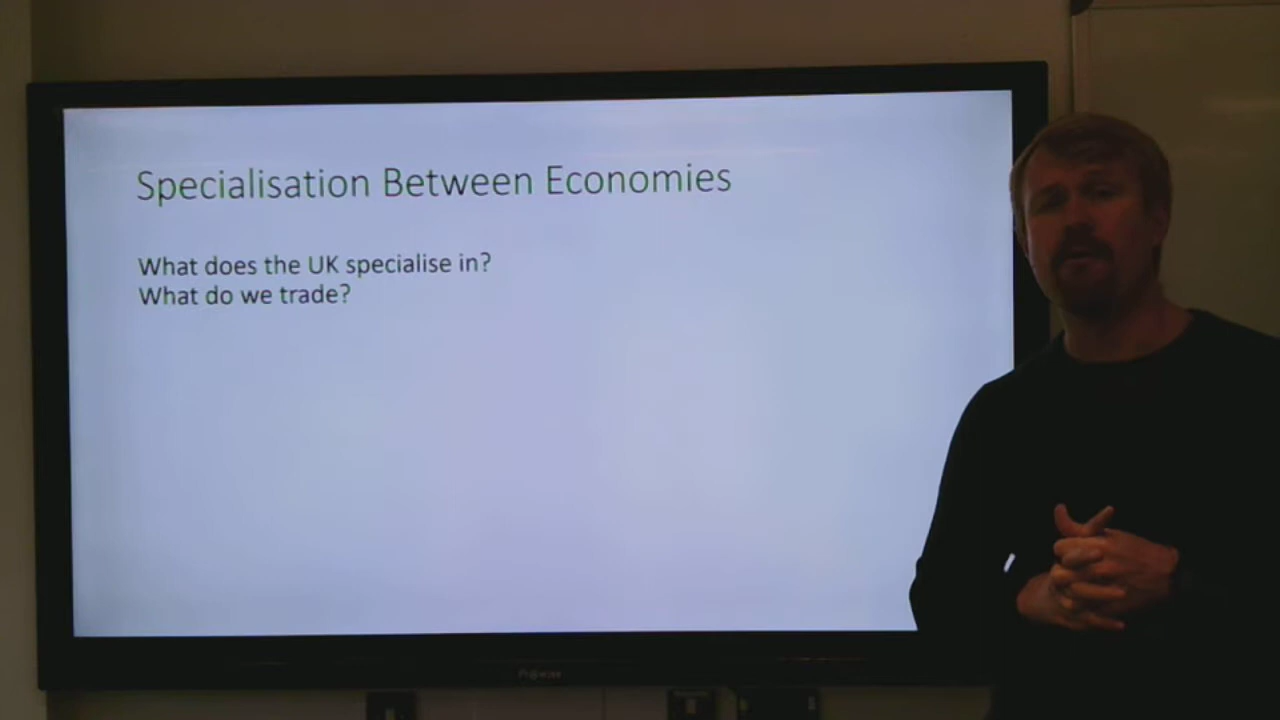 Specialisation Between Economies
What does the UK specialise in?
What do we trade?